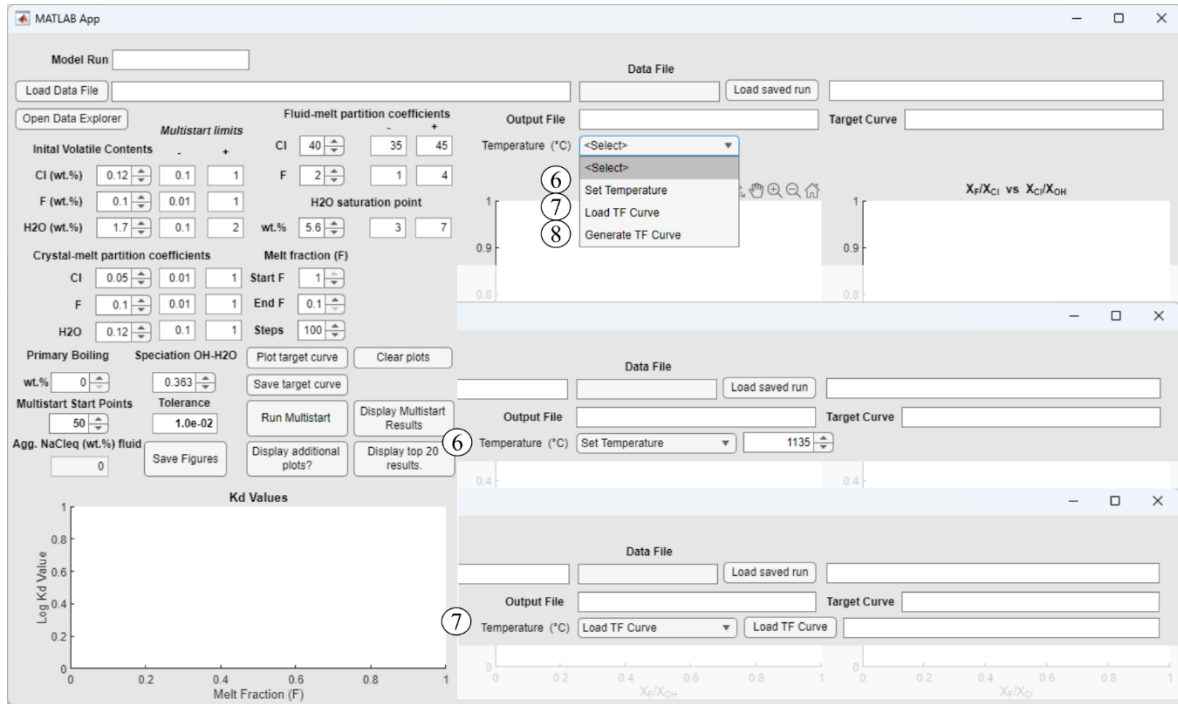 MATLAB App
Model Run
Data File
Load Data File
Load saved run
Open Data Explorer
Fluid-melt partition coefficients
Output File
Target Curve
Multistart limits
- +
Inital Volatile Contents - +
Cl 40 35 45
Temperature (°C) <Select>
<Select>
Cl (wt.%) 0.12 0.1 1
F 2 1 4
6 Set Temperature
F (wt.%) 0.1 0.01 1
H2O saturation point
7 Load TF Curve
XF/XCl vs XCl/XOH
H2O (wt.%) 1.7 0.1 2
wt.% 5.6 3 7
8 Generate TF Curve
1
1
0.9
0.9
0.8
0.8
Crystal-melt partition coefficients
Melt fraction (F)
Cl 0.05 0.01 1
Start F 1
F 0.1 0.01 1
End F 0.1
H2O 0.12 0.1 1
Steps 100
Primary Boiling
Speciation OH-H2O
Plot target curve
Clear plots
wt.% 0
0.363
Save target curve
Multistart Start Points
Tolerance
50
1.0e-02
Run Multistart
Display Multistart
Results
Agg. NaCleq (wt.%) fluid
0
Save Figures
Display additional
plots?
Display top 20
results.
Data File
Load saved run
Output File
Target Curve
6 Temperature (°C) Set Temperature 1135
0.4
0.4
Data File
Load saved run
Output File
Target Curve
7 Temperature (°C) Load TF Curve Load TF Curve
0
0
0 0.2 0.4 0.6 0.8 1
0 0.2 0.4 0.6 0.8 1
XF/XOH
XF/XCl
Kd Values
1
0.8
0.6
0.4
0.2
0
Log Kd Value
0 0.2 0.4 0.6 0.8 1
Melt Fraction (F)